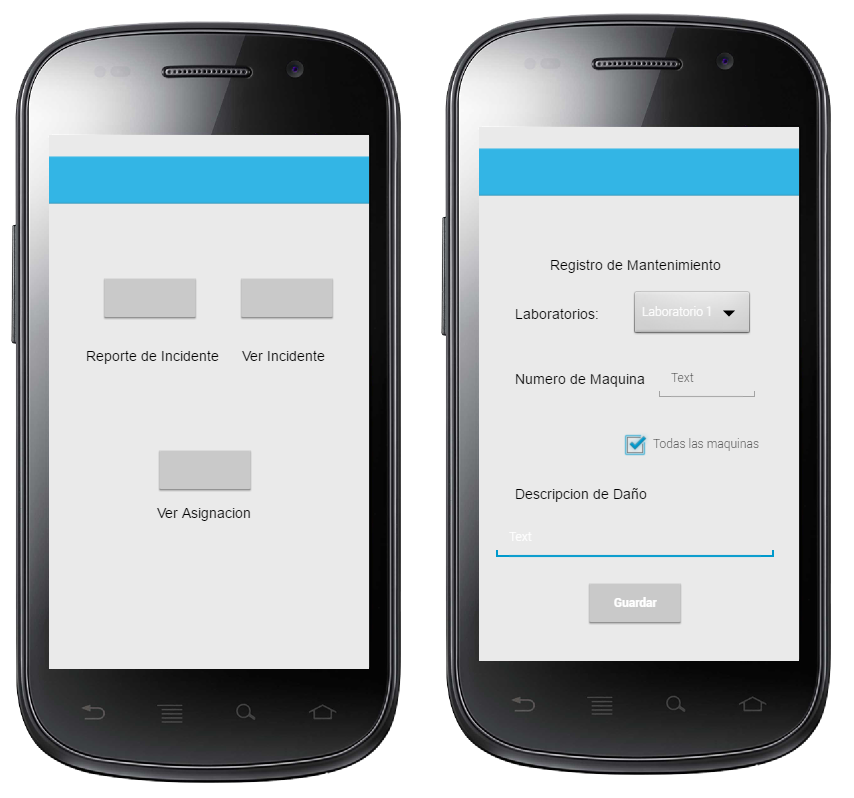 Reporte de Incidente
Ver Incidente
Ver Asignacion
Registro de Mantenimiento
Laboratorios:
Laboratorio 1
Numero de Maquina
Text
Todas las maquinas
Descripcion de Daño
Text
Guardar